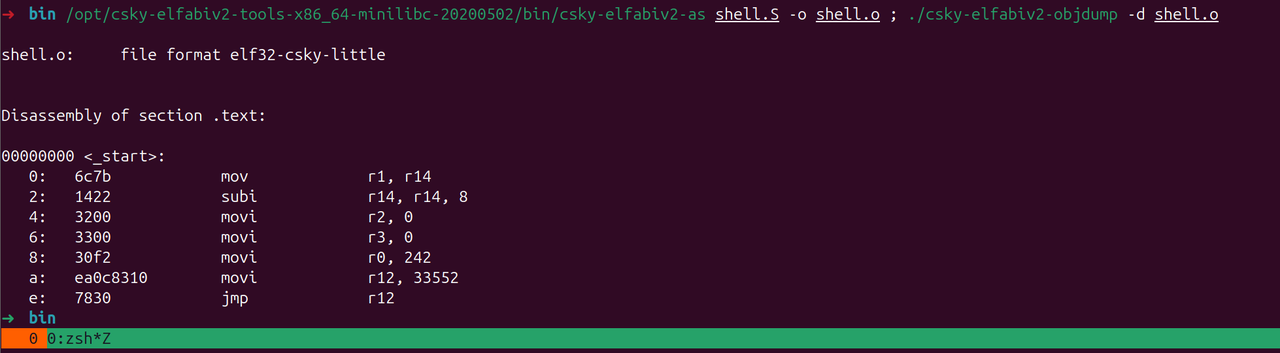 → bin /opt/csky-elfabiv2-tools-x86_64-minilibc-20200502/bin/csky-elfabiv2-as shell.S -o shell.o ; ./csky-elfabiv2-objdump -d shell.o
shell.o: file format elf32-csky-little
Disassembly of section .text:
00000000 <_start>:
0: 6c7b mov r1, r14
2: 1422 subi r14, r14, 8
4: 3200 movi r2, 0
6: 3300 movi r3, 0
8: 30f2 movi r0, 242
a: ea0c8310 movi r12, 33552
e: 7830 jmp r12
→ bin
0 0:zsh*Z